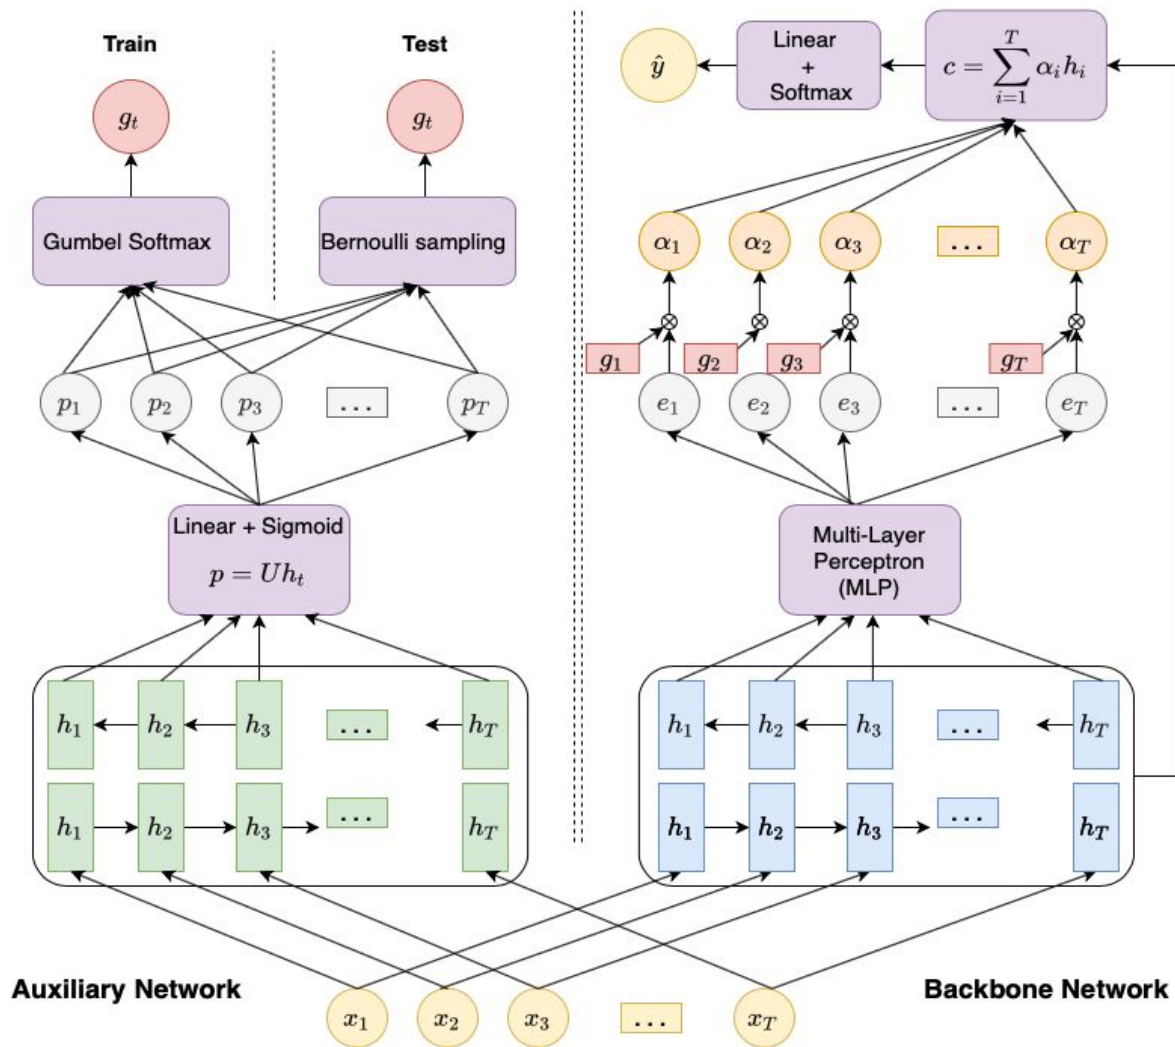 Train
Test
g_t
g_t
Gumbel Softmax
Bernoulli sampling
p_1
p_2
p_3
...
p_T
Linear + Sigmoid
p = Uh_t
h_1
h_2
h_3
...
h_T
h_1
h_2
h_3
...
h_T
Auxiliary Network
ŷ
Linear
+
Softmax
c = \sum_{i=1}^{T} α_i h_i
α_1
α_2
α_3
...
α_T
g_1
g_2
g_3
g_T
e_1
e_2
e_3
...
e_T
Multi-Layer
Perceptron
(MLP)
h_1
h_2
h_3
...
h_T
h_1
h_2
h_3
...
h_T
Backbone Network
x_1
x_2
x_3
...
x_T